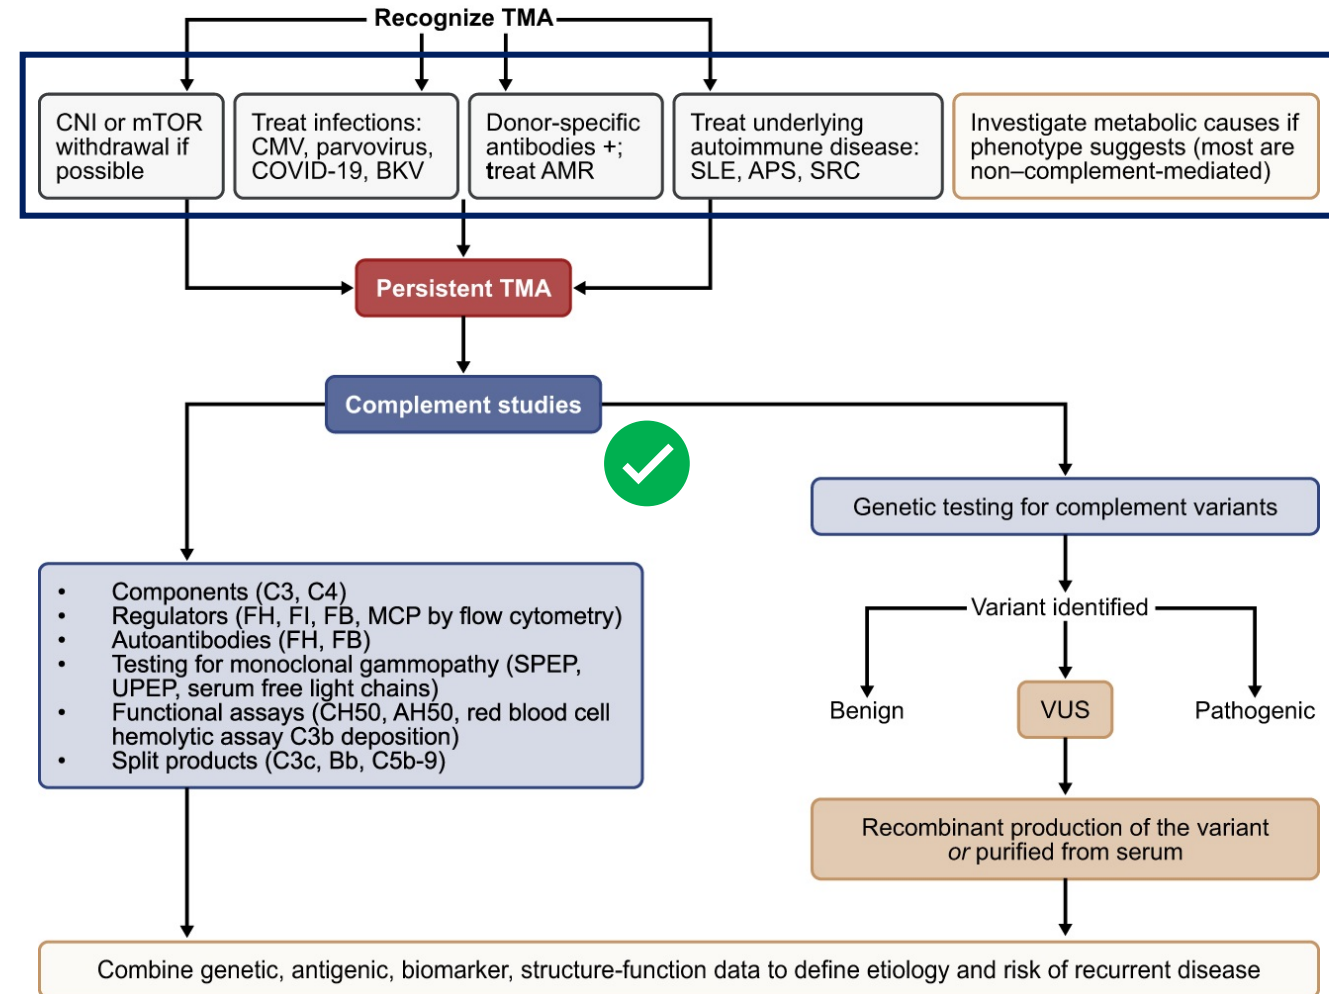 Recognize TMA
CNI or mTOR
withdrawal if
possible
Treat infections:
CMV, parvovirus,
COVID-19, BKV
Donor-specific
antibodies +;
treat AMR
Treat underlying
autoimmune disease:
SLE, APS, SRC
Investigate metabolic causes if
phenotype suggests (most are
non–complement-mediated)
Persistent TMA
Complement studies
Genetic testing for complement variants
• Components (C3, C4)
• Regulators (FH, FI, FB, MCP by flow cytometry)
• Autoantibodies (FH, FB)
• Testing for monoclonal gammopathy (SPEP,
UPEP, serum free light chains)
• Functional assays (CH50, AH50, red blood cell
hemolytic assay C3b deposition)
• Split products (C3c, Bb, C5b-9)
Variant identified
Benign
VUS
Pathogenic
Recombinant production of the variant
or purified from serum
Combine genetic, antigenic, biomarker, structure-function data to define etiology and risk of recurrent disease